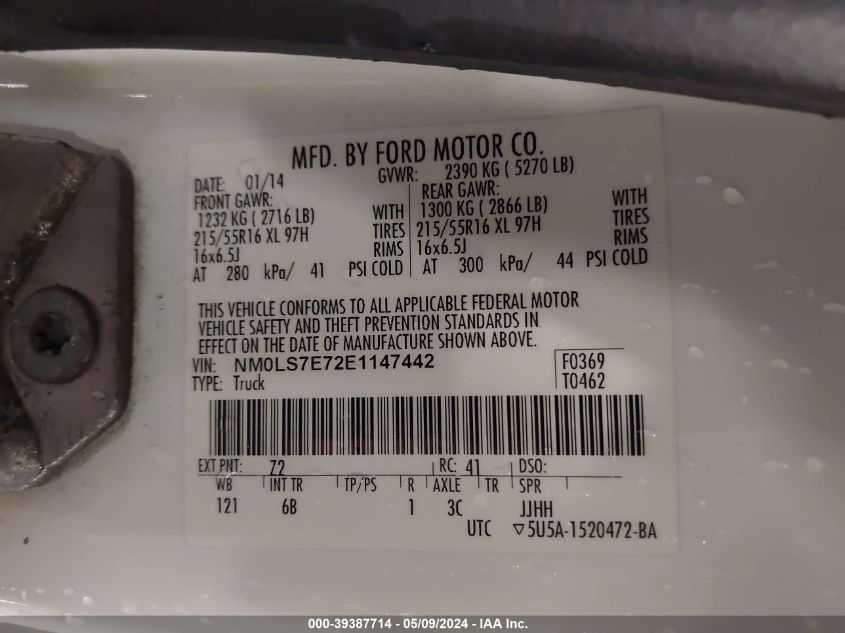 MFD. BY FORD MOTOR CO.
DATE: 01/14 GVWR: 2390 KG ( 5270 LB)
FRONT GAWR: REAR GAWR:
1232 KG ( 2716 LB) WITH 1300 KG ( 2866 LB) WITH
215/55R16 XL 97H TIRES 215/55R16 XL 97H TIRES
16x6.5J RIMS 16x6.5J RIMS
AT 280 kPa/ 41 PSI COLD AT 300 kPa/ 44 PSI COLD
THIS VEHICLE CONFORMS TO ALL APPLICABLE FEDERAL MOTOR
VEHICLE SAFETY AND THEFT PREVENTION STANDARDS IN
EFFECT ON THE DATE OF MANUFACTURE SHOWN ABOVE.
VIN: NM0LS7E72E1147442 F0369
TYPE: Truck T0462
EXT PNT: Z2 RC: 41 DSO:
WB INT TR TP/PS R AXLE TR SPR
121 6B 1 3C JJHH
UTC ▽5U5A-1520472-BA
000-39387714 - 05/09/2024 - IAA Inc.